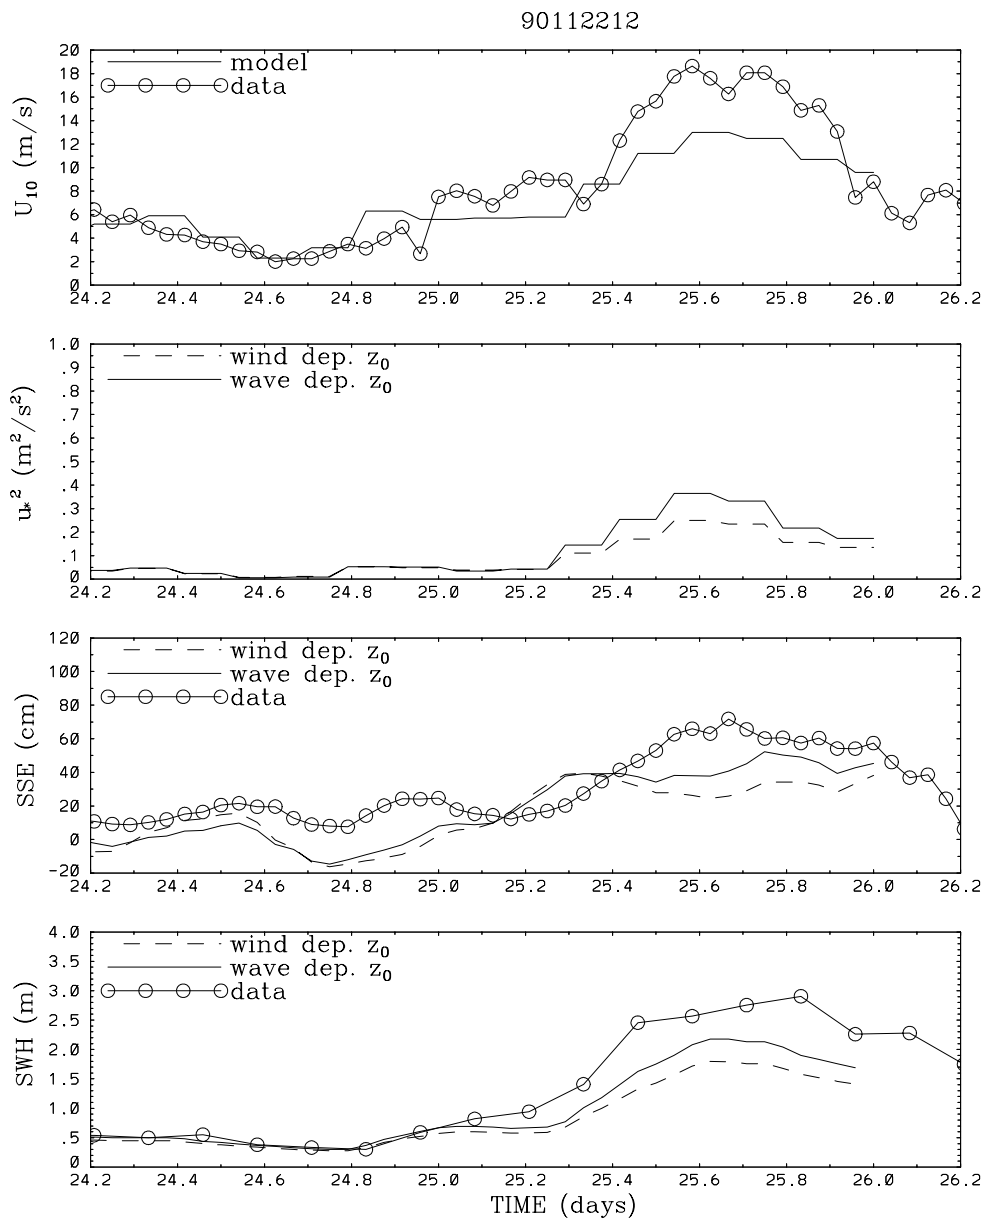 90112212
20
18
16
14
12
10
8
6
4
2
0
U10 (m/s)
model
data
24.2 24.4 24.6 24.8 25.0 25.2 25.4 25.6 25.8 26.0 26.2
1.0
.9
.8
.7
.6
.5
.4
.3
.2
.1
0
u*2 (m2/s2)
wind dep. z0
wave dep. z0
24.2 24.4 24.6 24.8 25.0 25.2 25.4 25.6 25.8 26.0 26.2
120
100
80
60
40
20
0
-20
SSE (cm)
wind dep. z0
wave dep. z0
data
24.2 24.4 24.6 24.8 25.0 25.2 25.4 25.6 25.8 26.0 26.2
4.0
3.5
3.0
2.5
2.0
1.5
1.0
.5
0
SWH (m)
wind dep. z0
wave dep. z0
data
24.2 24.4 24.6 24.8 25.0 25.2 25.4 25.6 25.8 26.0 26.2
TIME (days)